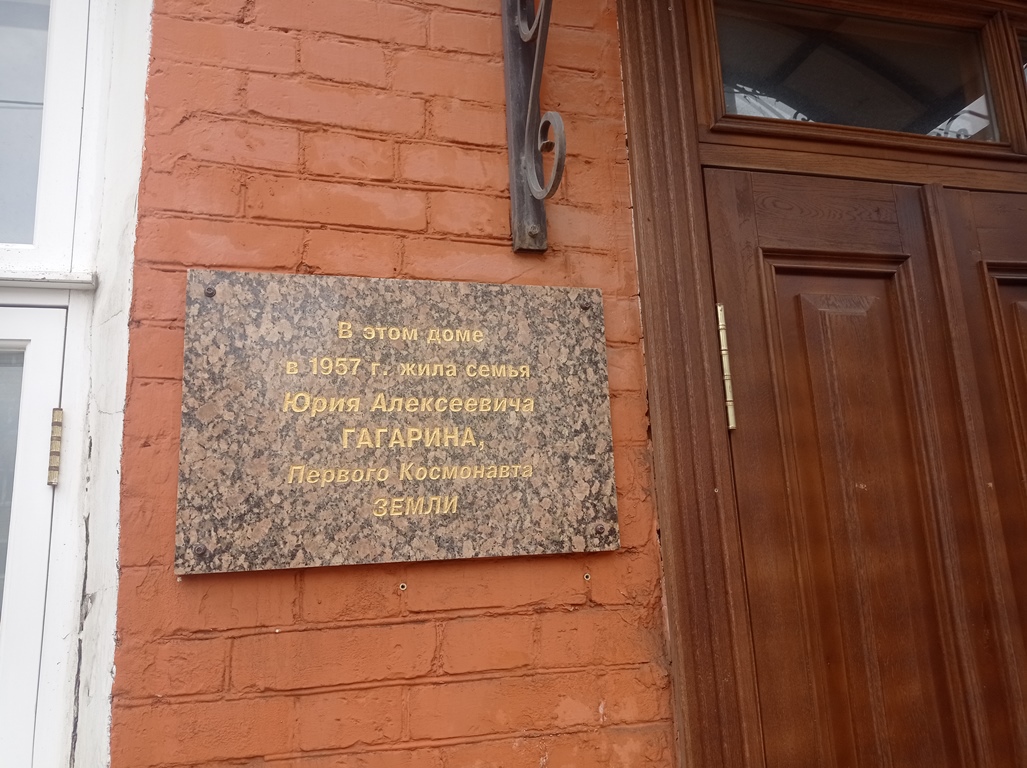 В этом доме
в 1957 г. жила семья
Юрия Алексеевича
ГАГАРИНА,
Первого Космонавта
ЗЕМЛИ